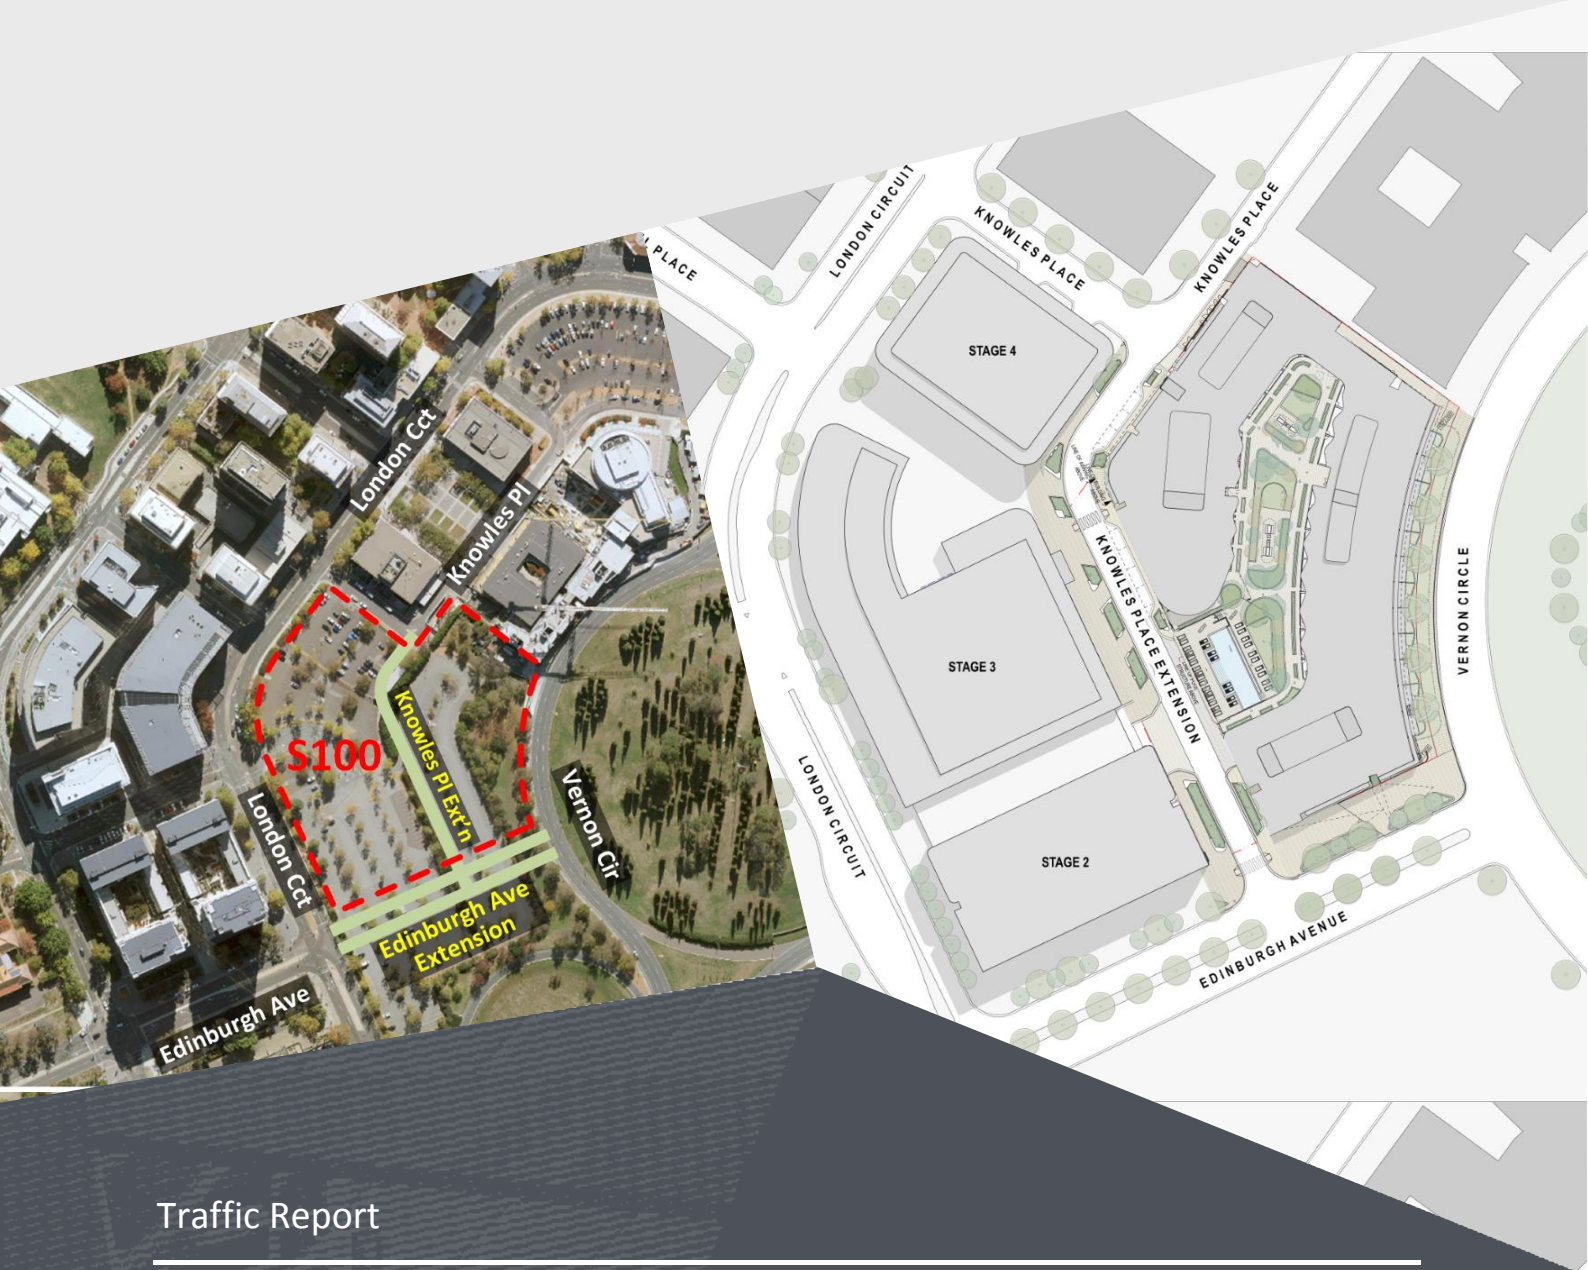 LONDON CIRCUIT
KNOWLES PLACE
KNOWLES PLACE
PLACE
STAGE 4
KNOWLES PLACE EXTENSION
VERNON CIRCLE
STAGE 3
LONDON CIRCUIT
STAGE 2
EDINBURGH AVENUE
London Cct
Knowles Pl
S100
Knowles Pl Ext'n
London Cct
Vernon Cir
Edinburgh Ave
Extension
Edinburgh Ave
Traffic Report